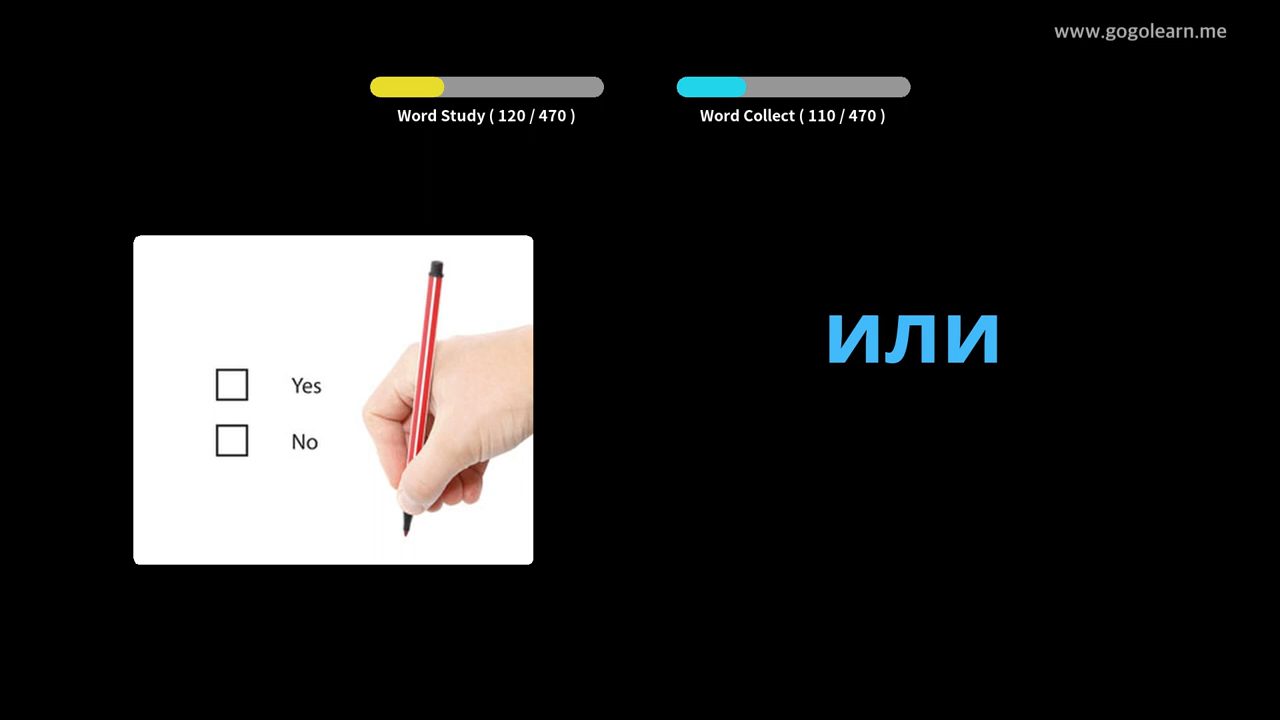 www.gogolearn.me
Word Study ( 120 / 470 )
Word Collect ( 110 / 470 )
или
Yes
No